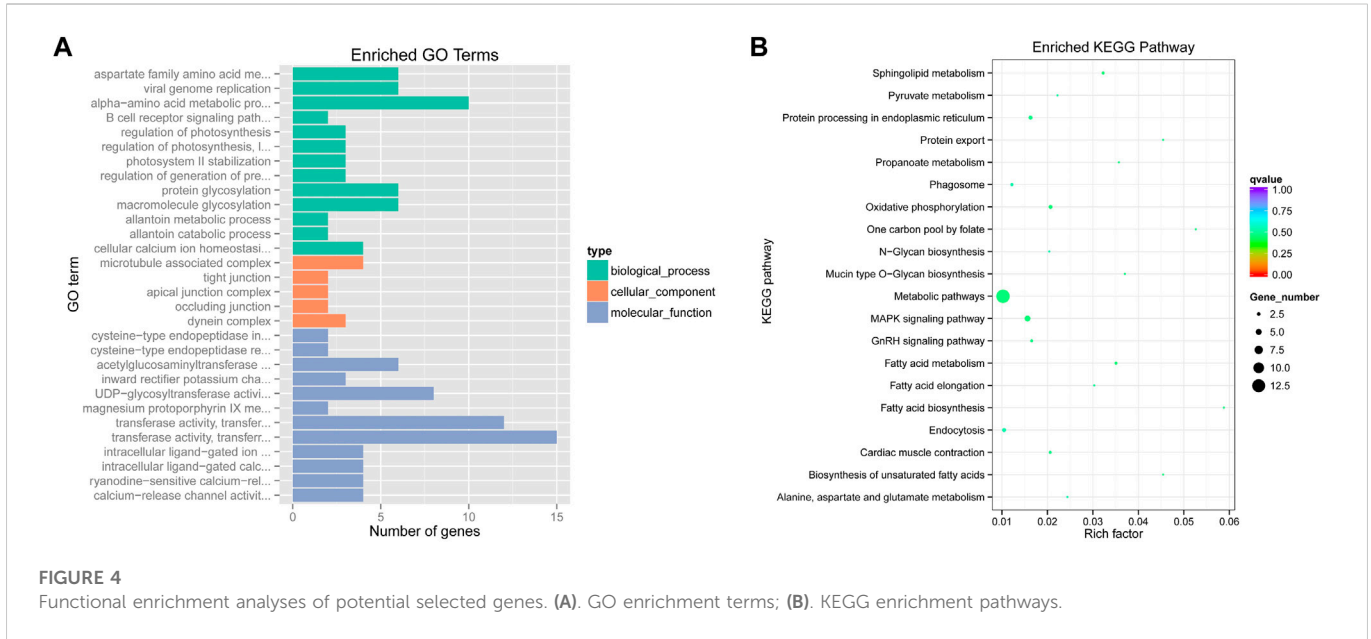 A
Enriched GO Terms
aspartate family amino acid me...
viral genome replication
alpha−amino acid metabolic pro...
B cell receptor signaling path...
regulation of photosynthesis
regulation of photosynthesis, l...
photosystem II stabilization
regulation of generation of pre...
protein glycosylation
macromolecule glycosylation
allantoin metabolic process
allantoin catabolic process
cellular calcium ion homeostasi...
microtubule associated complex
tight junction
apical junction complex
occluding junction
dynein complex
cysteine−type endopeptidase in...
cysteine−type endopeptidase re...
acetylglucosaminyltransferase ...
inward rectifier potassium cha...
UDP−glycosyltransferase activi...
magnesium protoporphyrin IX me...
transferase activity, transfer...
transferase activity, transferr...
intracellular ligand−gated ion ...
intracellular ligand−gated calc...
ryanodine−sensitive calcium−rel...
calcium−release channel activit...
GO term
0 5 10 15
Number of genes
type
biological_process
cellular_component
molecular_function
B
Enriched KEGG Pathway
Sphingolipid metabolism
Pyruvate metabolism
Protein processing in endoplasmic reticulum
Protein export
Propanoate metabolism
Phagosome
Oxidative phosphorylation
One carbon pool by folate
N−Glycan biosynthesis
Mucin type O−Glycan biosynthesis
Metabolic pathways
MAPK signaling pathway
GnRH signaling pathway
Fatty acid metabolism
Fatty acid elongation
Fatty acid biosynthesis
Endocytosis
Cardiac muscle contraction
Biosynthesis of unsaturated fatty acids
Alanine, aspartate and glutamate metabolism
KEGG pathway
0.01 0.02 0.03 0.04 0.05 0.06
Rich factor
qvalue
1.00
0.75
0.50
0.25
0.00
Gene_number
2.5
5.0
7.5
10.0
12.5
FIGURE 4
Functional enrichment analyses of potential selected genes. (A). GO enrichment terms; (B). KEGG enrichment pathways.